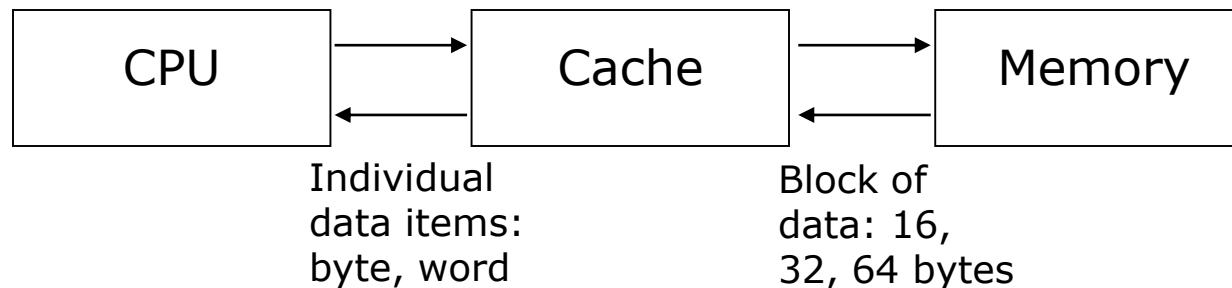 CPU
Cache
Memory
Individual
data items:
byte, word
Block of
data: 16,
32, 64 bytes